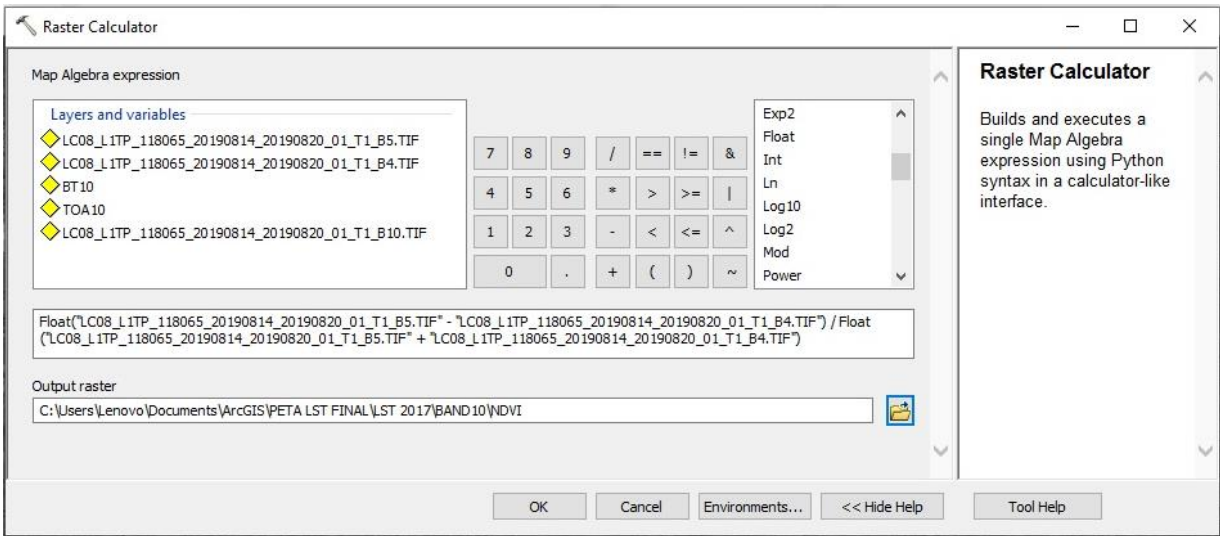 Raster Calculator
Map Algebra expression
Layers and variables
LC08_L1TP_118065_20190814_20190820_01_T1_B5.TIF
LC08_L1TP_118065_20190814_20190820_01_T1_B4.TIF
BT10
TOA10
LC08_L1TP_118065_20190814_20190820_01_T1_B10.TIF
7 8 9 / == != &
4 5 6 * > >= |
1 2 3 - < <= ^
0 . + ( ) ~
Exp2
Float
Int
Ln
Log10
Log2
Mod
Power
Float("LC08_L1TP_118065_20190814_20190820_01_T1_B5.TIF" - "LC08_L1TP_118065_20190814_20190820_01_T1_B4.TIF") / Float
("LC08_L1TP_118065_20190814_20190820_01_T1_B5.TIF" + "LC08_L1TP_118065_20190814_20190820_01_T1_B4.TIF")
Output raster
C:\Users\Lenovo\Documents\ArcGIS\PETA LST FINAL\LST 2017\BAND10\NDVI
Raster Calculator
Builds and executes a
single Map Algebra
expression using Python
syntax in a calculator-like
interface.
OK Cancel Environments... << Hide Help Tool Help